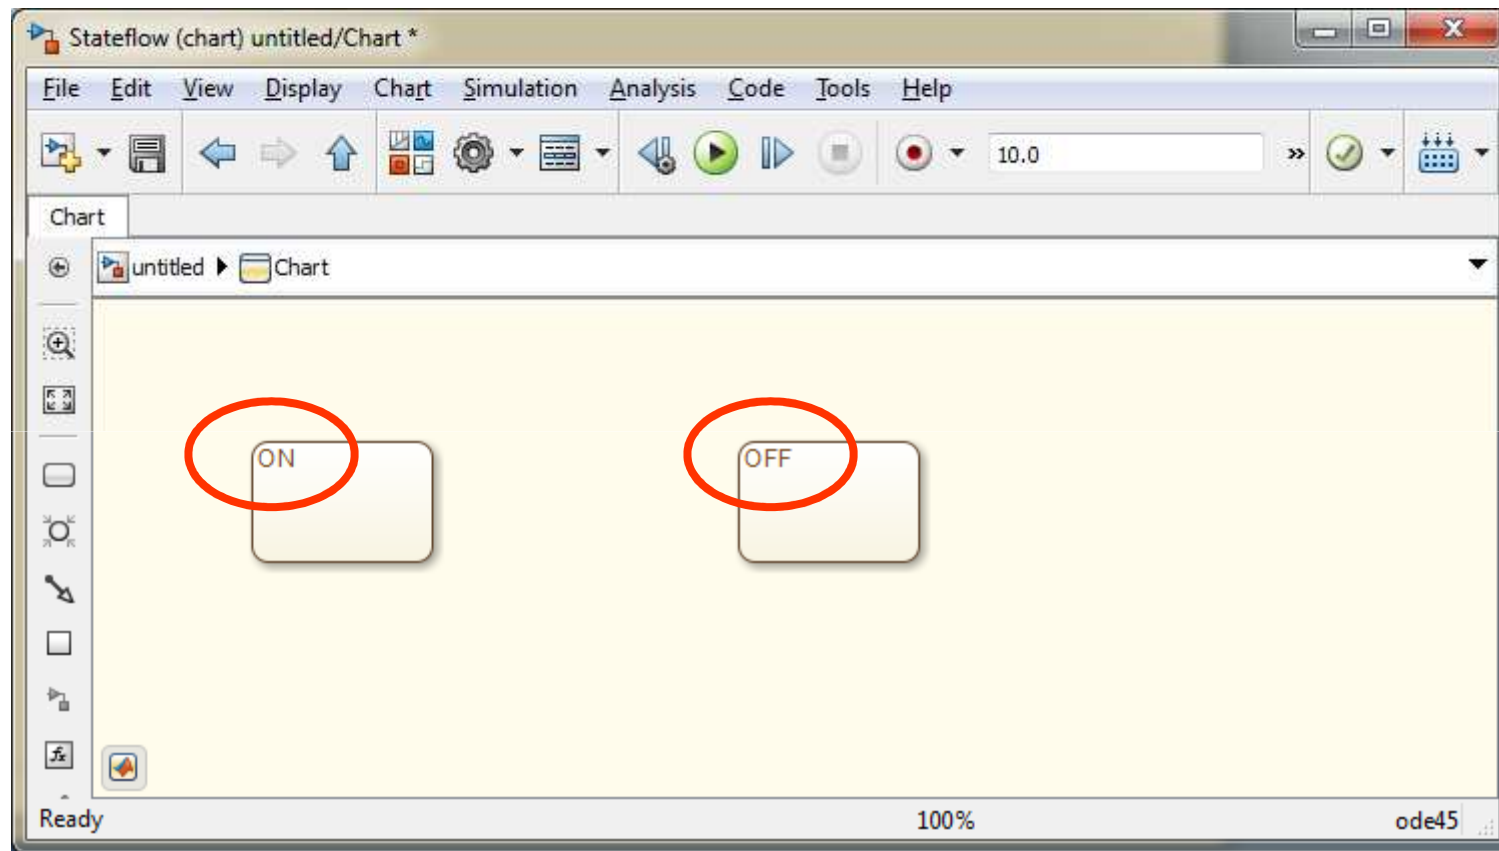 Stateflow (chart) untitled/Chart *
File Edit View Display Chart Simulation Analysis Code Tools Help
10.0 »
Chart
untitled Chart
ON OFF
fx
Ready 100% ode45